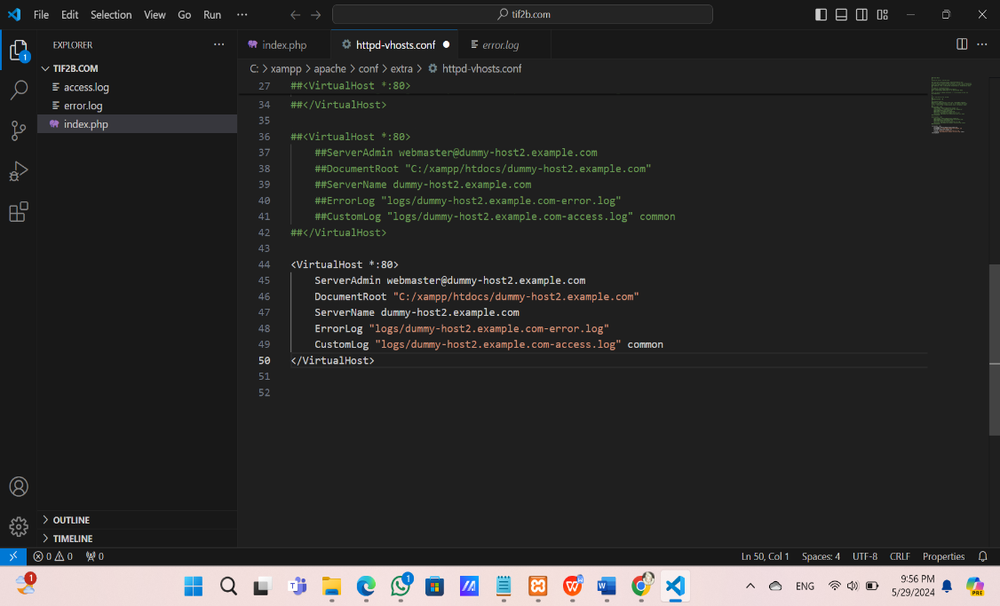 File Edit Selection View Go Run ··· tif2b.com
EXPLORER ···
index.php httpd-vhosts.conf error.log ···
TIF2B.COM
C: > xampp > apache > conf > extra > httpd-vhosts.conf
access.log
error.log
index.php
27 ##<VirtualHost *:80>
34 ##</VirtualHost>
35
36 ##<VirtualHost *:80>
37 ##ServerAdmin webmaster@dummy-host2.example.com
38 ##DocumentRoot "C:/xampp/htdocs/dummy-host2.example.com"
39 ##ServerName dummy-host2.example.com
40 ##ErrorLog "logs/dummy-host2.example.com-error.log"
41 ##CustomLog "logs/dummy-host2.example.com-access.log" common
42 ##</VirtualHost>
43
44 <VirtualHost *:80>
45 ServerAdmin webmaster@dummy-host2.example.com
46 DocumentRoot "C:/xampp/htdocs/dummy-host2.example.com"
47 ServerName dummy-host2.example.com
48 ErrorLog "logs/dummy-host2.example.com-error.log"
49 CustomLog "logs/dummy-host2.example.com-access.log" common
50 </VirtualHost>
51
52
1
OUTLINE
TIMELINE
0 0 0 Ln 50, Col 1 Spaces: 4 UTF-8 CRLF Properties
1 1 ENG 9:56 PM
5/29/2024
PRE